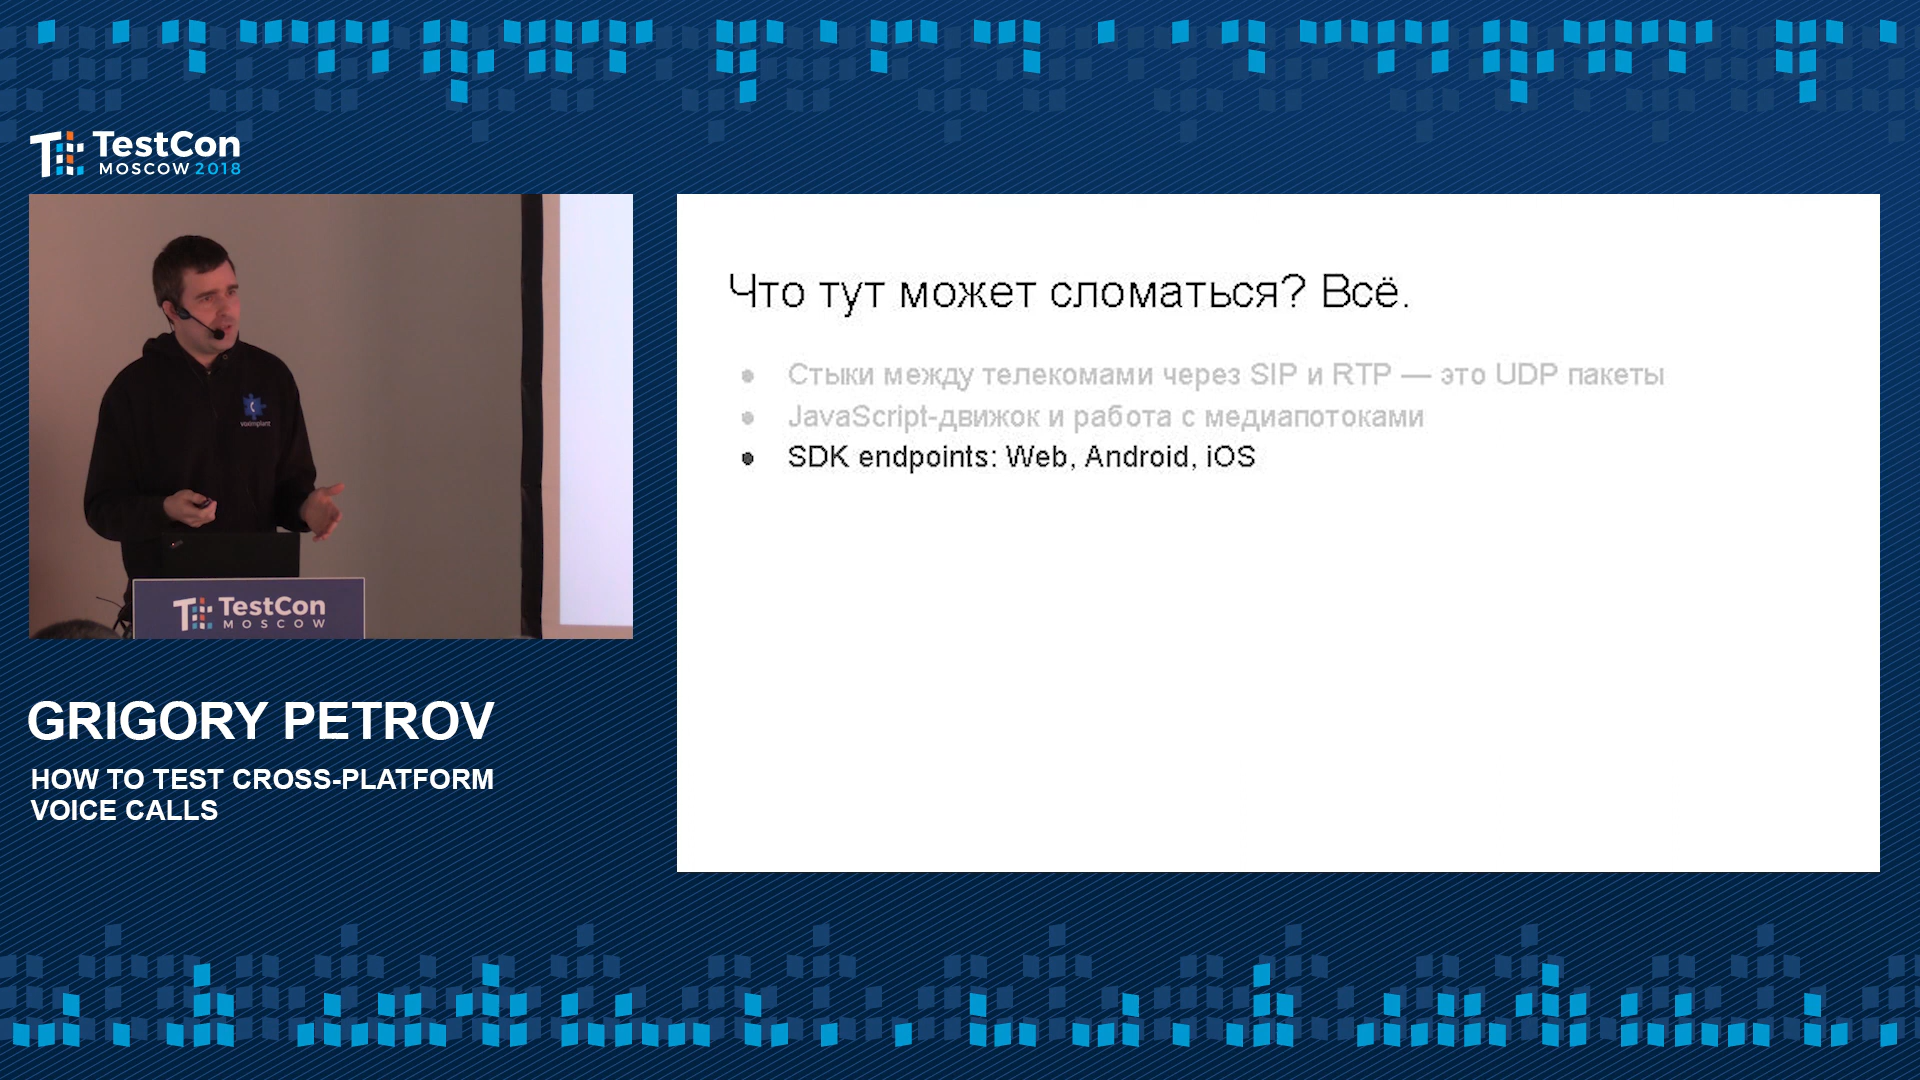 TestCon
MOSCOW 2018
voximplant
TestCon
MOSCOW
GRIGORY PETROV
HOW TO TEST CROSS-PLATFORM
VOICE CALLS
Что тут может сломаться? Всё.
Стыки между телекомами через SIP и RTP — это UDP пакеты
JavaScript-движок и работа с медиапотоками
SDK endpoints: Web, Android, iOS